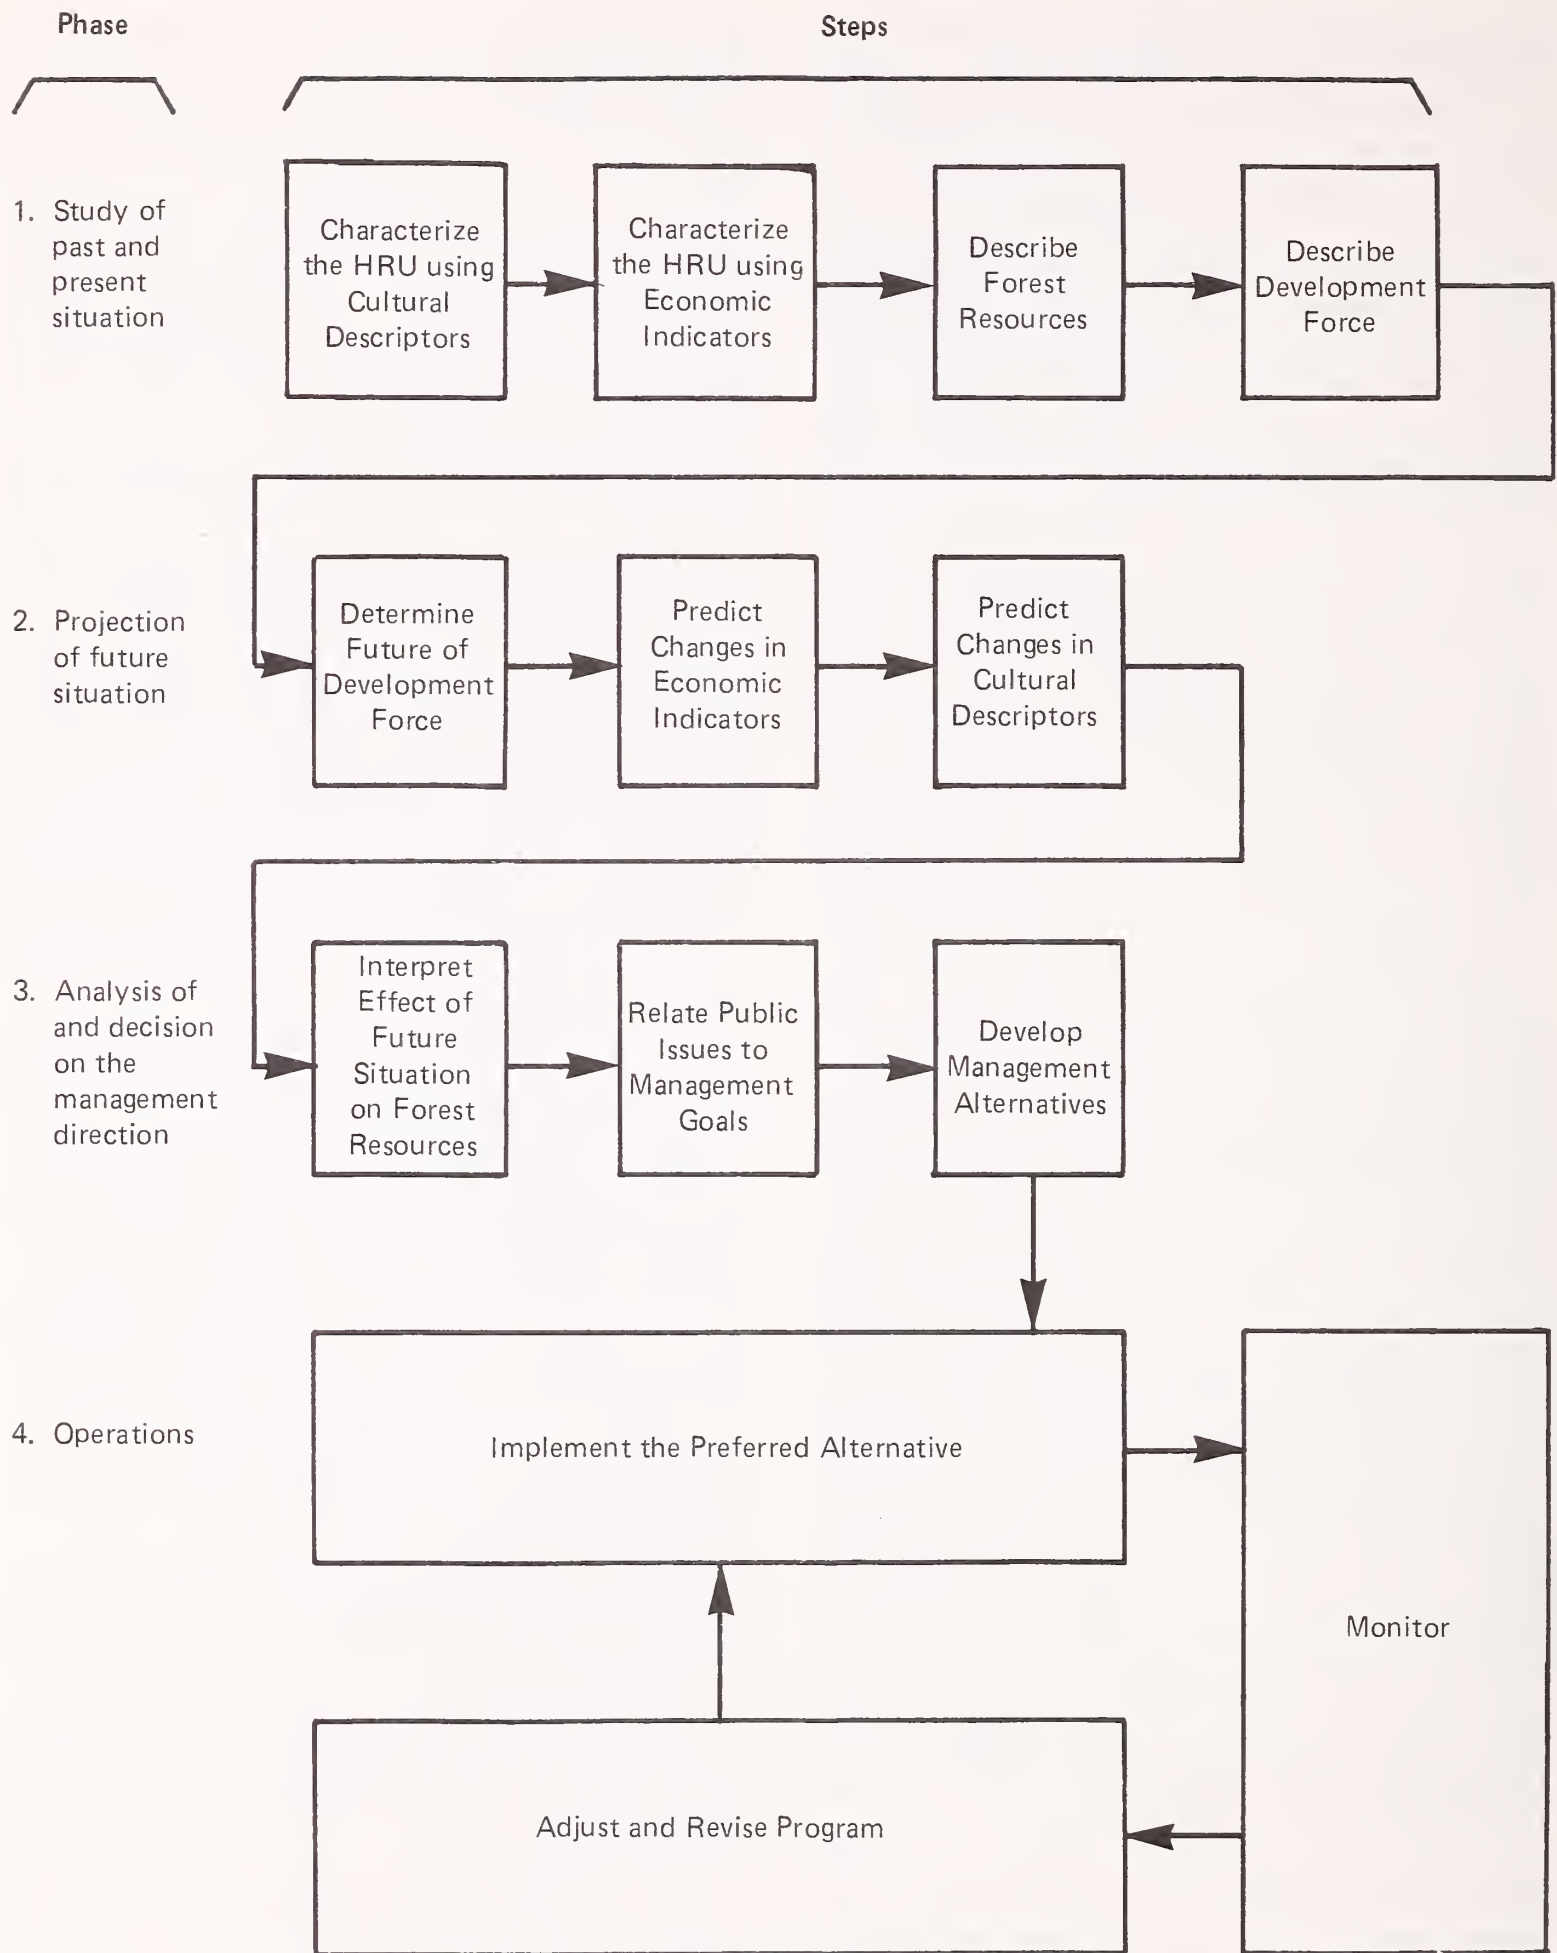 Phase
Steps
1. Study of
past and
present
situation
Characterize
the HRU using
Cultural
Descriptors
Characterize
the HRU using
Economic
Indicators
Describe
Forest
Resources
Describe
Development
Force
2. Projection
of future
situation
Determine
Future of
Development
Force
Predict
Changes in
Economic
Indicators
Predict
Changes in
Cultural
Descriptors
3. Analysis of
and decision
on the
management
direction
Interpret
Effect of
Future
Situation
on Forest
Resources
Relate Public
Issues to
Management
Goals
Develop
Management
Alternatives
4. Operations
Implement the Preferred Alternative
Monitor
Adjust and Revise Program